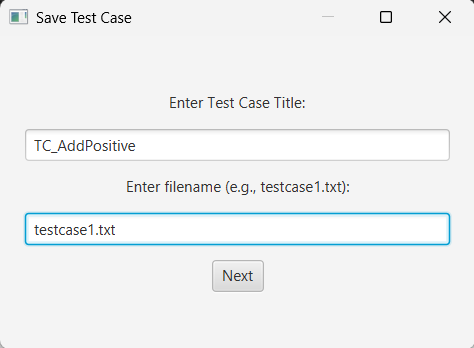 Save Test Case
Enter Test Case Title:
TC_AddPositive
Enter filename (e.g., testcase1.txt):
testcase1.txt
Next